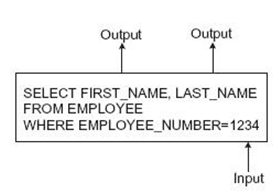 Output Output
SELECT FIRST_NAME, LAST_NAME
FROM EMPLOYEE
WHERE EMPLOYEE_NUMBER=1234
Input